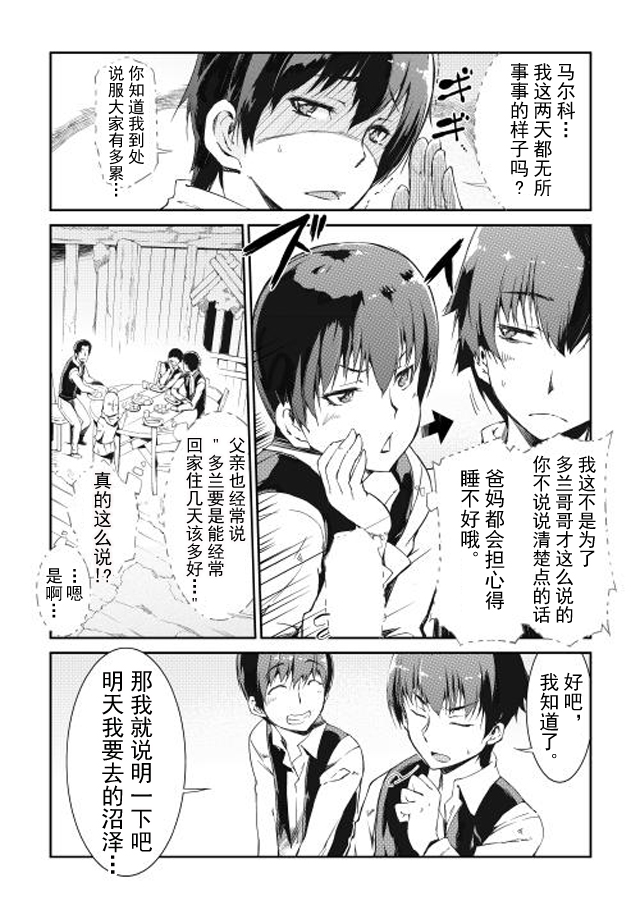 马尔科…
我这两天都无所
事事的样子吗？
ギギギ…
你知道我到处
说服大家有多累…
ズズッ
我这不是为了
多兰哥哥才这么说的
你不说说清楚点的话
爸妈都会担心得
睡不好哦。
父亲也经常说
"多兰要是能经常
回家住几天该多好…"
真的这么说!?
…嗯
是啊…
好吧，
我知道了。
那我就说明一下吧
明天我要去的沼泽…